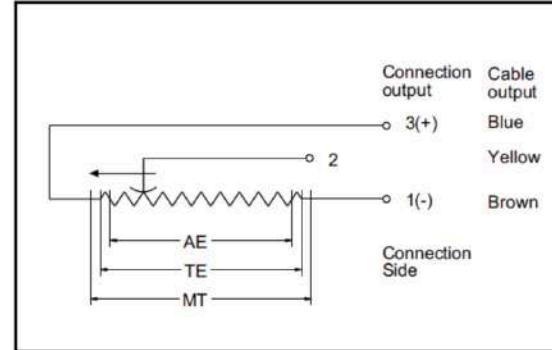 Connection Cable
output output
3(+) Blue
2 Yellow
1(-) Brown
AE
Connection
Side
TE
MT